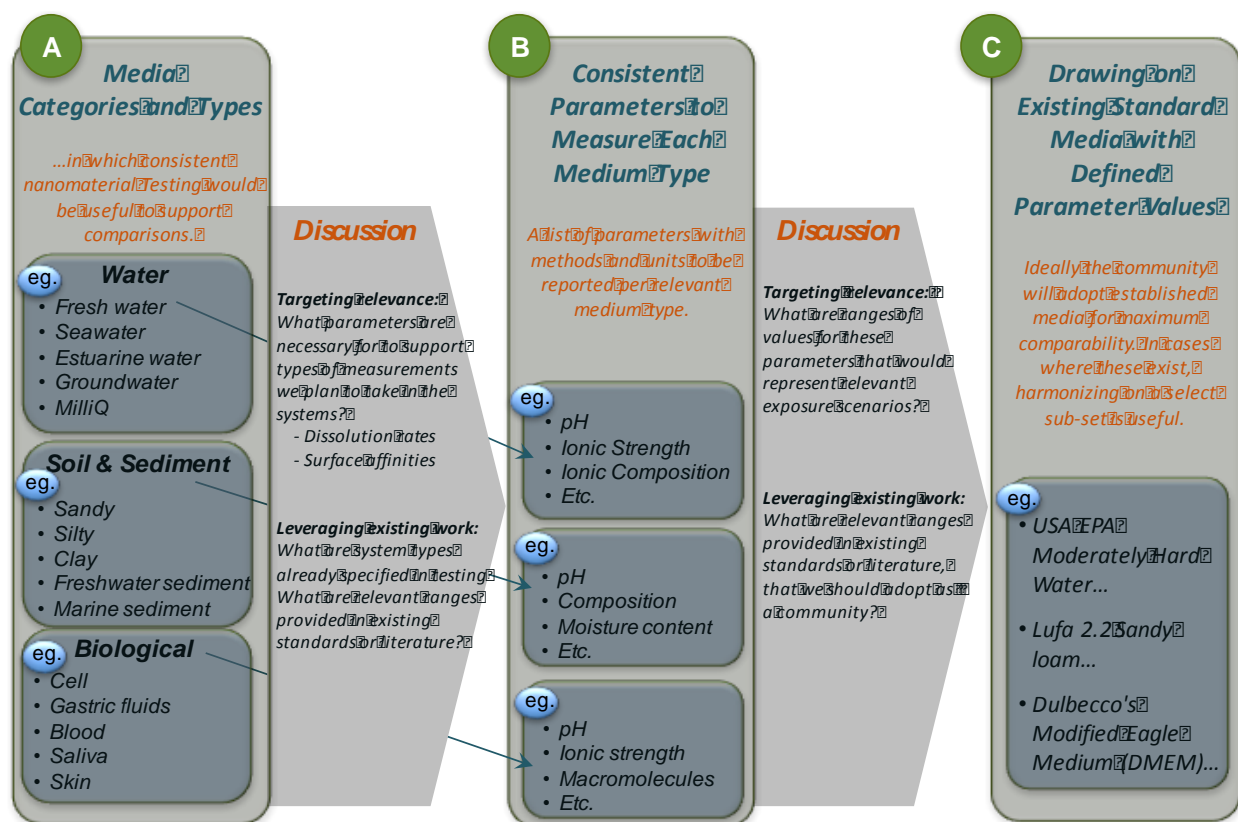 A
Media
Categories and Types
...in which consistent
nanomaterial Testing would
be useful to support
comparisons.
eg.
Water
• Fresh water
• Seawater
• Estuarine water
• Groundwater
• MilliQ
eg.
Soil & Sediment
• Sandy
• Silty
• Clay
• Freshwater sediment
• Marine sediment
eg.
Biological
• Cell
• Gastric fluids
• Blood
• Saliva
• Skin
Discussion
Targeting relevance:
What parameters are
necessary for to support
types of measurements
we plan to take in the
systems?
- Dissolution rates
- Surface affinities
Leveraging existing work:
What are system types
already specified in testing
What are relevant ranges
provided in existing
standards or literature?
B
Consistent
Parameters to
Measure Each
Medium Type
A list of parameters with
methods and units to be
reported per relevant
medium type.
eg.
• pH
• Ionic Strength
• Ionic Composition
• Etc.
eg.
• pH
• Composition
• Moisture content
• Etc.
eg.
• pH
• Ionic strength
• Macromolecules
• Etc.
Discussion
Targeting relevance:
What are ranges of
values for these
parameters that would
represent relevant
exposure scenarios?
Leveraging existing work:
What are relevant ranges
provided in existing
standards or literature,
that we should adopt as
a community?
C
Drawing on
Existing Standard
Media with
Defined
Parameter Values
Ideally the community
will adopt established
media for maximum
comparability. In cases
where these exist,
harmonizing on a select
sub-set is useful.
eg.
• USA EPA
Moderately Hard
Water...
• Lufa 2.2 Sandy
loam...
• Dulbecco's
Modified Eagle
Medium (DMEM)...